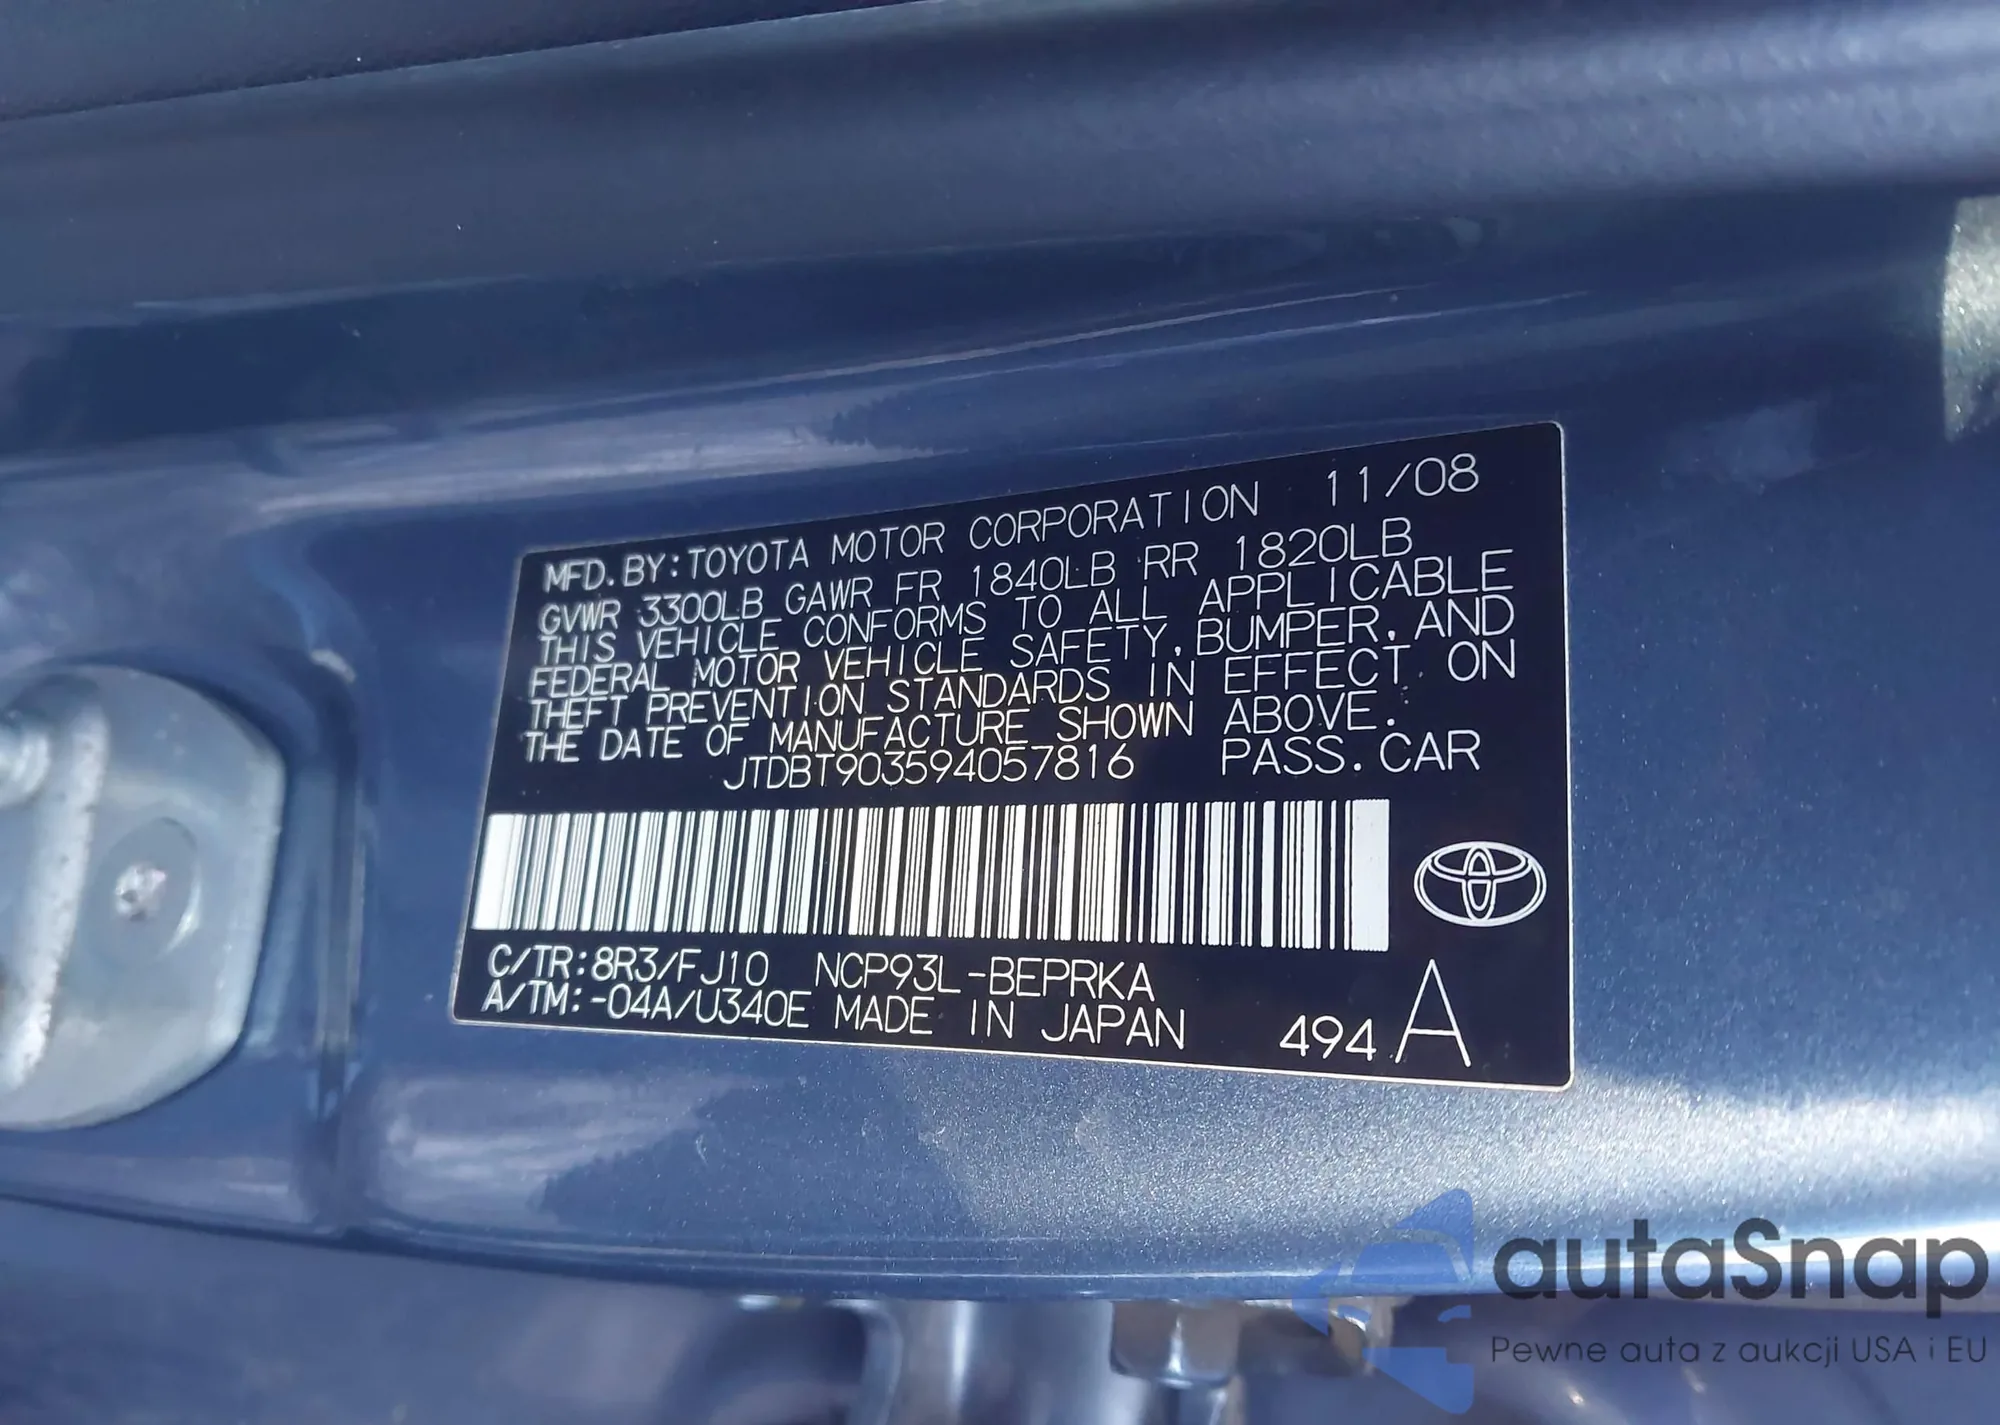 MFD. BY: TOYOTA MOTOR CORPORATION 11/08
GVWR 3300LB GAWR FR 1840LB RR 1820LB
THIS VEHICLE CONFORMS TO ALL APPLICABLE
FEDERAL MOTOR VEHICLE SAFETY, BUMPER, AND
THEFT PREVENTION STANDARDS IN EFFECT ON
THE DATE OF MANUFACTURE SHOWN ABOVE.
JTDBT903594057816 PASS. CAR
C/TR: 8R3/FJ10 NCP93L-BEPRKA
A/TM: -04A/U340E MADE IN JAPAN 494 A
autaSnap
Pewne auta z aukcji USA i EU